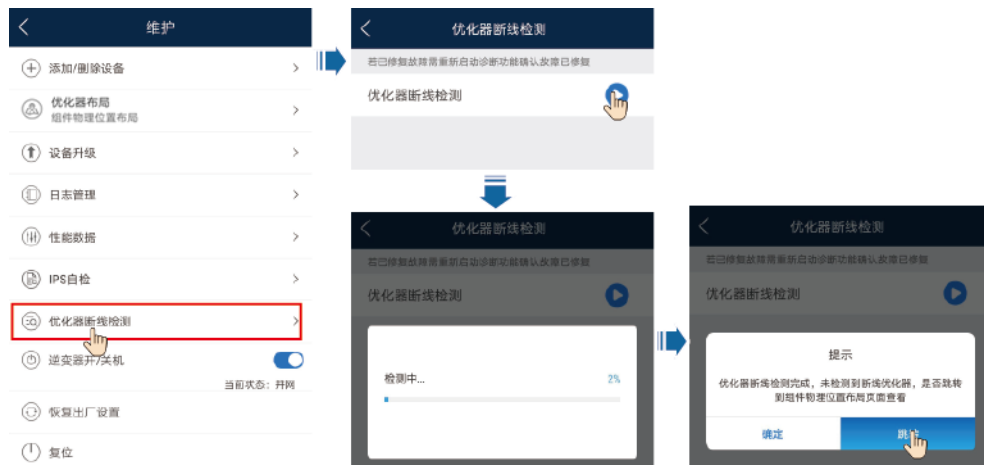 维护
添加/删除设备
优化器布局
组件物理位置布局
设备升级
日志管理
性能数据
IPS自检
优化器断线检测
逆变器开/关机
当前状态：并网
恢复出厂设置
复位
优化器断线检测
若已修复故障需重新启动诊断功能确认故障已修复
优化器断线检测
优化器断线检测
若已修复故障需重新启动诊断功能确认故障已修复
优化器断线检测
检测中... 2%
优化器断线检测
若已修复故障需重新启动诊断功能确认故障已修复
优化器断线检测
提示
优化器断线检测完成，未检测到断线优化器，是否跳转
到组件物理位置布局页面查看
确定 跳转